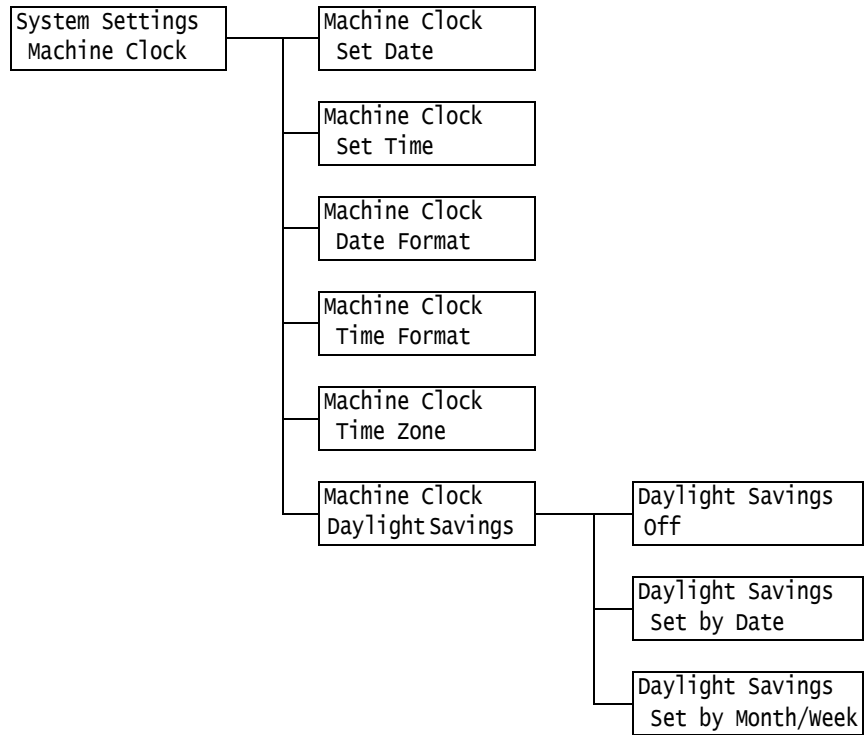 System Settings
Machine Clock
Machine Clock
Set Date
Machine Clock
Set Time
Machine Clock
Date Format
Machine Clock
Time Format
Machine Clock
Time Zone
Machine Clock
Daylight Savings
Daylight Savings
Off
Daylight Savings
Set by Date
Daylight Savings
Set by Month/Week